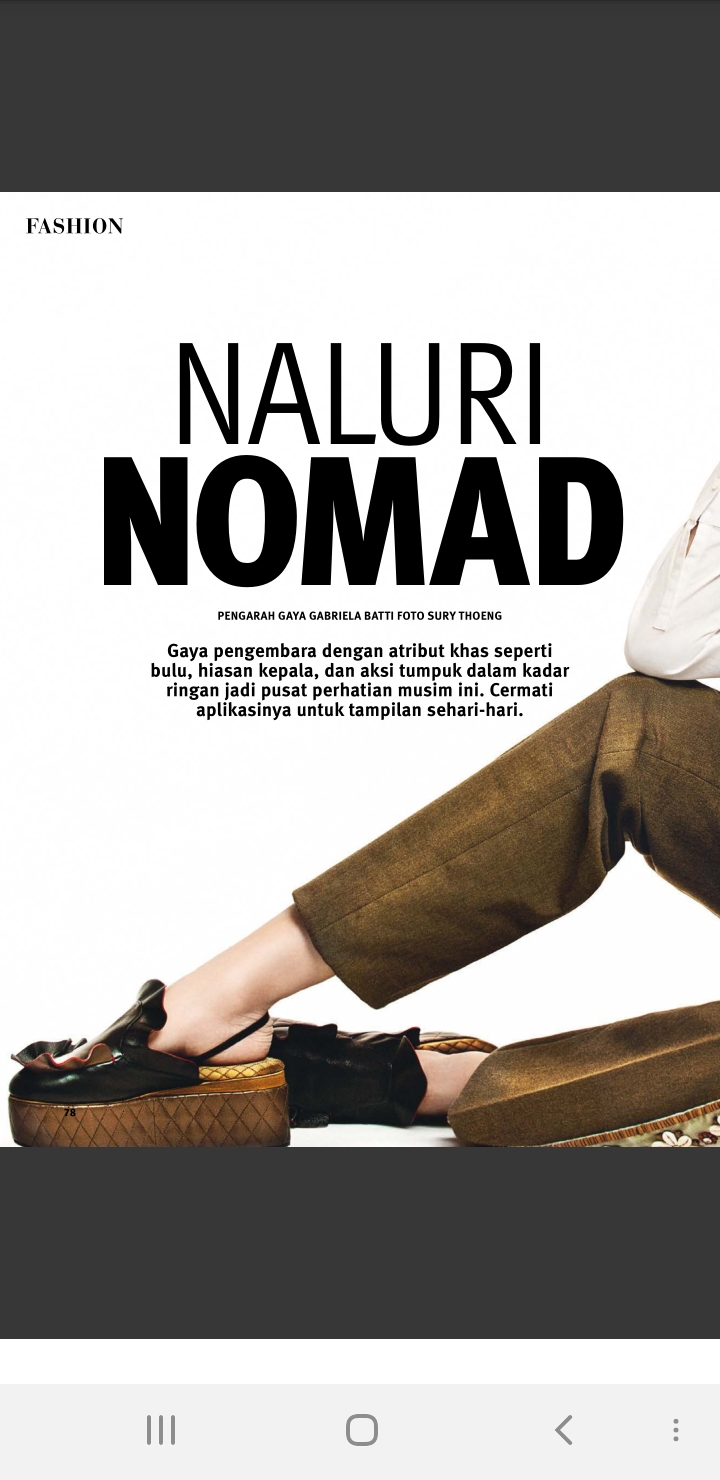 FASHION
NALURI
NOMAD
PENGARAH GAYA GABRIELA BATTI FOTO SURY THOENG
Gaya pengembara dengan atribut khas seperti
bulu, hiasan kepala, dan aksi tumpuk dalam kadar
ringan jadi pusat perhatian musim ini. Cermati
aplikasinya untuk tampilan sehari-hari.
78